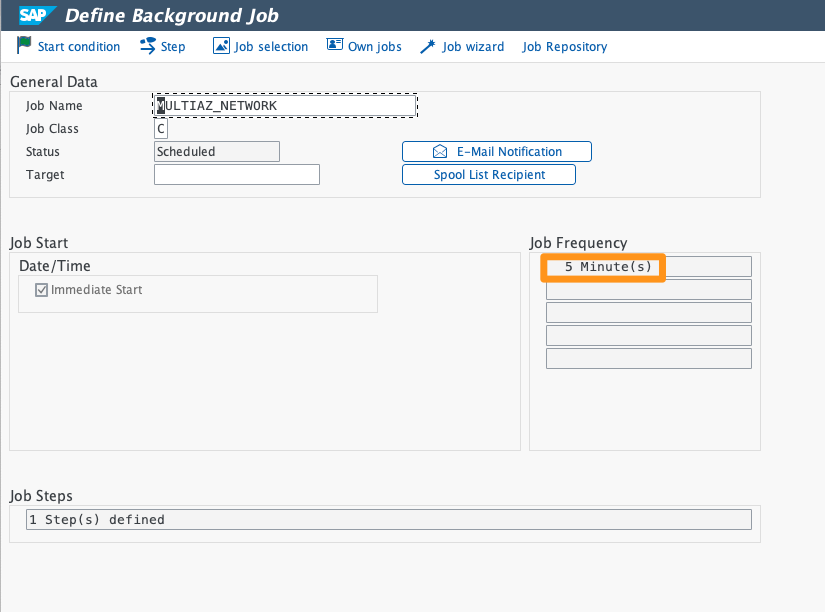 SAP Define Background Job
Start condition Step Job selection Own jobs Job wizard Job Repository
General Data
Job Name MULTIAZ_NETWORK
Job Class C
Status Scheduled E-Mail Notification
Target Spool List Recipient
Job Start
Date/Time
Immediate Start
Job Frequency
5 Minute(s)
Job Steps
1 Step(s) defined